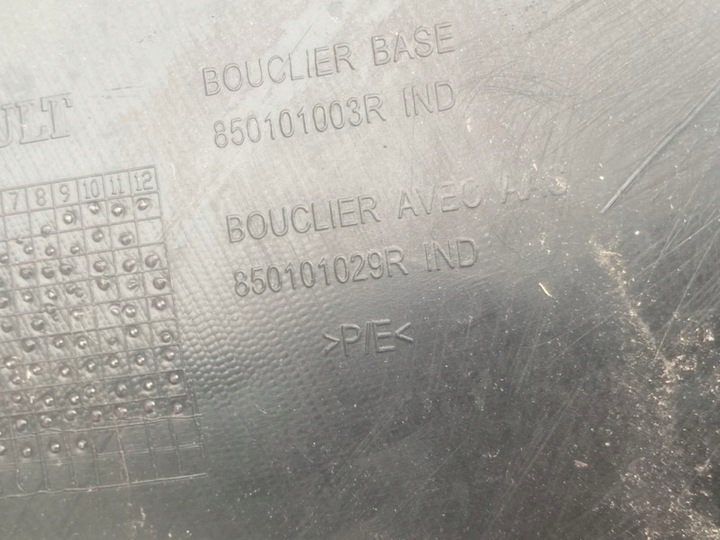 BOUCLIER BASE
850101003R IND
7 8 9 10 11 12
BOUCLIER AVEC
850101029R IND
>P/E<